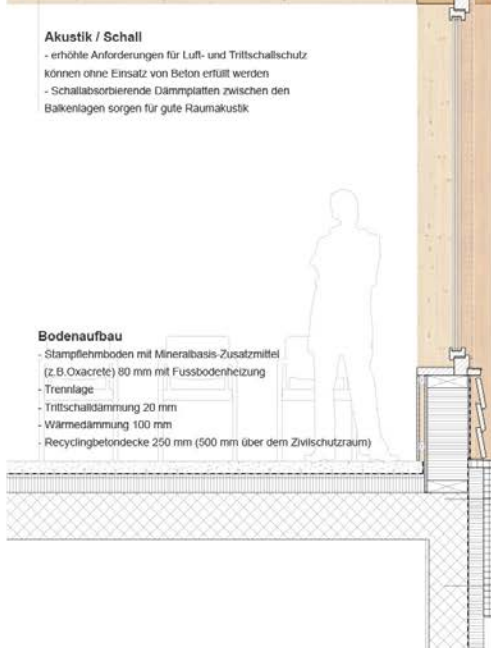 Akustik / Schall
- erhöhte Anforderungen für Luft- und Trittschallschutz
können ohne Einsatz von Beton erfüllt werden
- Schallabsorbierende Dämmplatten zwischen den
Balkenlagen sorgen für gute Raumakustik
Bodenaufbau
- Stampflehmboden mit Mineralbasis-Zusatzmittel
(z.B.Oxacrete) 80 mm mit Fussbodenheizung
- Trennlage
- Trittschalldämmung 20 mm
- Wärmedämmung 100 mm
- Recyclingbetondecke 250 mm (500 mm über dem Zivilschutzraum)